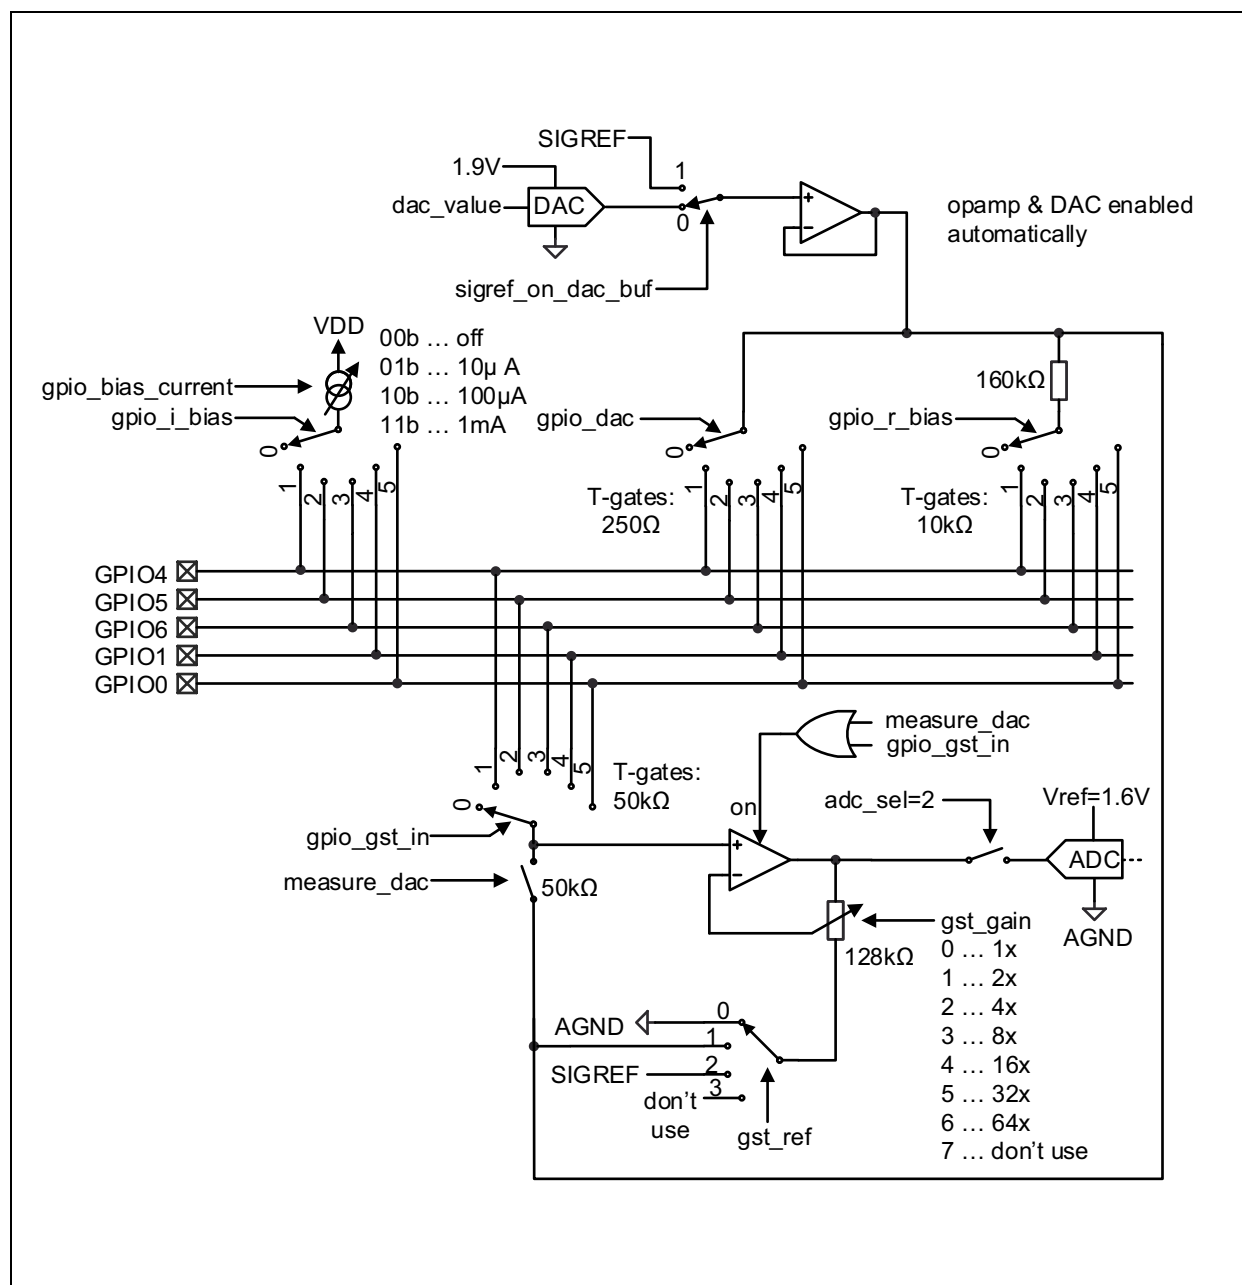 SIGREF
1.9V
1
dac_value
DAC
0
opamp & DAC enabled
automatically
sigref_on_dac_buf
VDD
00b … off
01b … 10µ A
10b … 100µA
11b … 1mA
gpio_bias_current
gpio_i_bias
0
1
2
3
4
5
gpio_dac
0
1
2
3
4
5
T-gates:
250Ω
160kΩ
gpio_r_bias
0
1
2
3
4
5
T-gates:
10kΩ
GPIO4
GPIO5
GPIO6
GPIO1
GPIO0
measure_dac
gpio_gst_in
1
2
3
4
5
T-gates:
50kΩ
0
gpio_gst_in
on
adc_sel=2
Vref=1.6V
ADC
AGND
measure_dac
50kΩ
128kΩ
gst_gain
0 … 1x
1 … 2x
2 … 4x
3 … 8x
4 … 16x
5 … 32x
6 … 64x
7 … don't use
AGND
0
1
SIGREF
2
don't
use
3
gst_ref